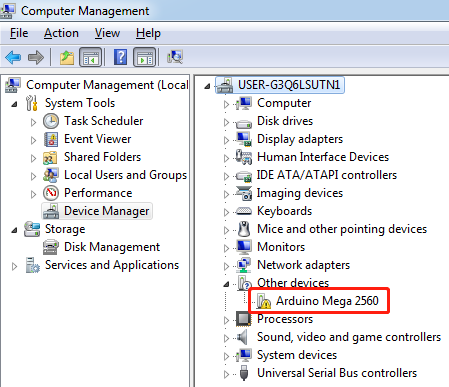 Computer Management
File Action View Help
Computer Management (Local
System Tools
Task Scheduler
Event Viewer
Shared Folders
Local Users and Groups
Performance
Device Manager
Storage
Disk Management
Services and Applications
USER-G3Q6LSUTN1
Computer
Disk drives
Display adapters
Human Interface Devices
IDE ATA/ATAPI controllers
Imaging devices
Keyboards
Mice and other pointing devices
Monitors
Network adapters
Other devices
Arduino Mega 2560
Processors
Sound, video and game controllers
System devices
Universal Serial Bus controllers